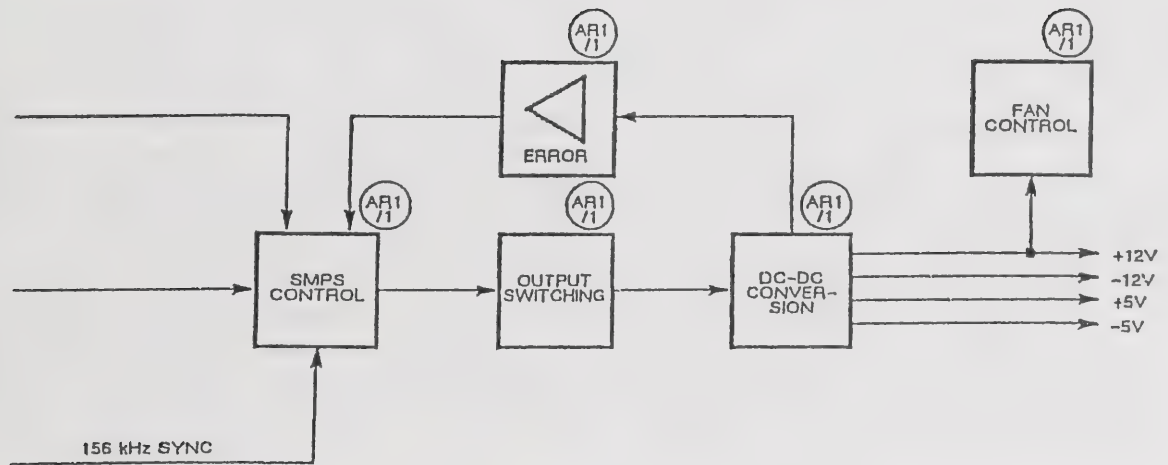 AR1
/1
AR1
/1
FAN
CONTROL
ERROR
AR1
/1
AR1
/1
AR1
/1
SMPS
CONTROL
OUTPUT
SWITCHING
DC-DC
CONVER-
SION
+12V
-12V
+5V
-5V
156 kHz SYNC